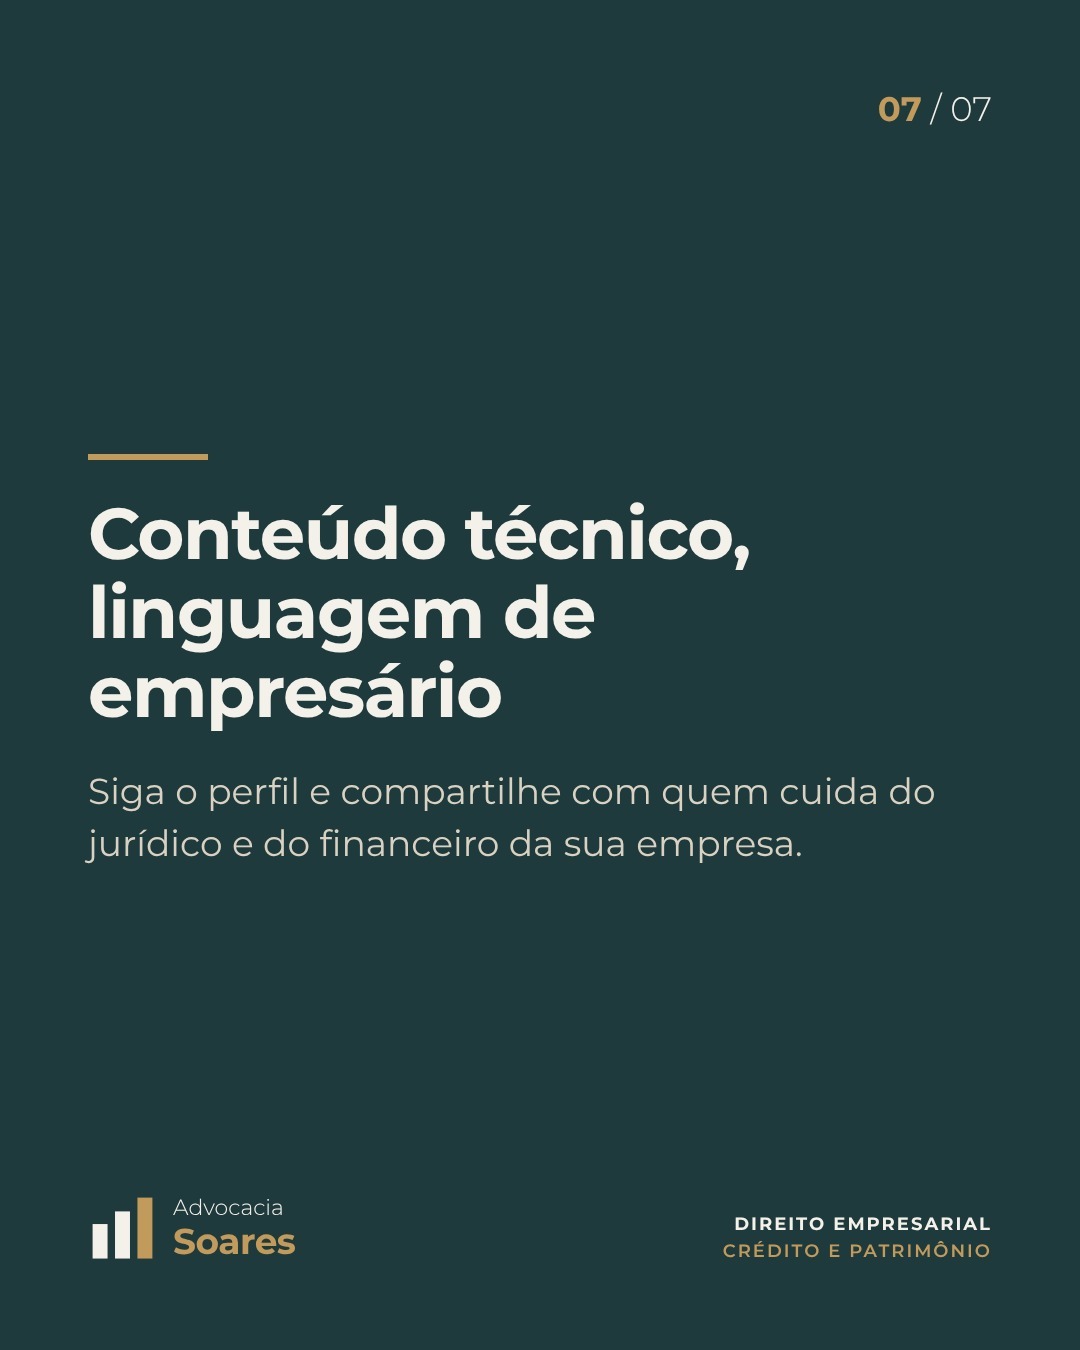 07 / 07
Conteúdo técnico,
linguagem de
empresário
Siga o perfil e compartilhe com quem cuida do
jurídico e do financeiro da sua empresa.
Advocacia
Soares
DIREITO EMPRESARIAL
CRÉDITO E PATRIMÔNIO